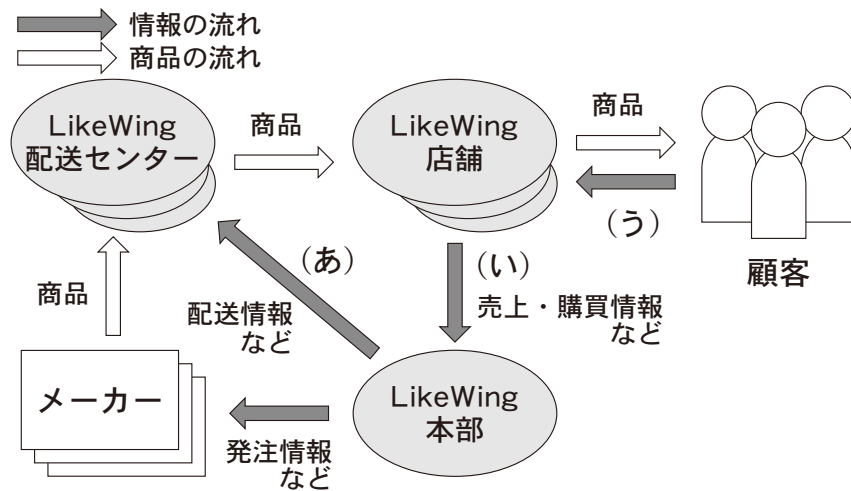 情報の流れ
商品の流れ
LikeWing
配送センター
商品
LikeWing
店舗
商品
(う)
顧客
(あ)
(い)
商品
配送情報
など
売上・購買情報
など
メーカー
LikeWing
本部
発注情報
など